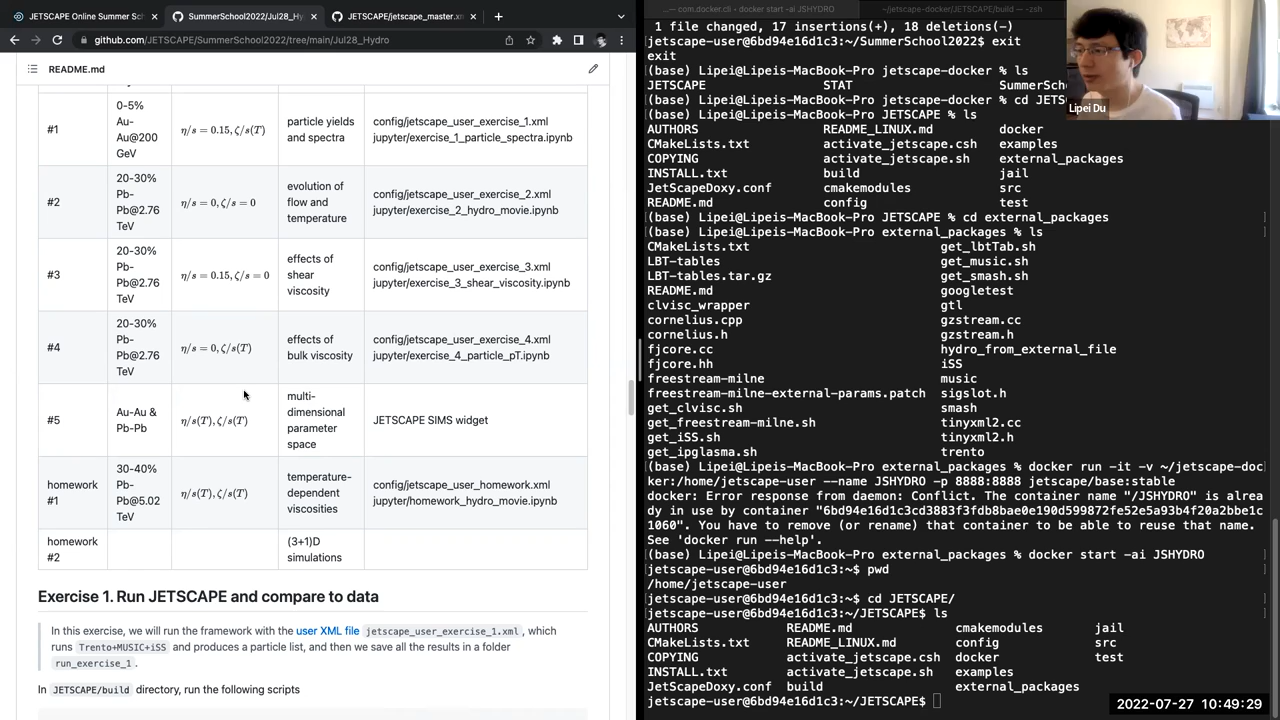 JETSCAPE Online Summer Sc
SummerSchool2022/Jul28_Hy
JETSCAPE/jetscape_master.xm
github.com/JETSCAPE/SummerSchool2022/tree/main/Jul28_Hydro
README.md
#1
0-5%
Au-
Au@200
GeV
η/s = 0.15, ζ/s(T)
particle yields
and spectra
config/jetscape_user_exercise_1.xml
jupyter/exercise_1_particle_spectra.ipynb
#2
20-30%
Pb-
Pb@2.76
TeV
η/s = 0, ζ/s = 0
evolution of
flow and
temperature
config/jetscape_user_exercise_2.xml
jupyter/exercise_2_hydro_movie.ipynb
#3
20-30%
Pb-
Pb@2.76
TeV
η/s = 0.15, ζ/s = 0
effects of
shear
viscosity
config/jetscape_user_exercise_3.xml
jupyter/exercise_3_shear_viscosity.ipynb
#4
20-30%
Pb-
Pb@2.76
TeV
η/s = 0, ζ/s(T)
effects of
bulk viscosity
config/jetscape_user_exercise_4.xml
jupyter/exercise_4_particle_pT.ipynb
#5
Au-Au &
Pb-Pb
η/s(T), ζ/s(T)
multi-
dimensional
parameter
space
JETSCAPE SIMS widget
homework
#1
30-40%
Pb-
Pb@5.02
TeV
η/s(T), ζ/s(T)
temperature-
dependent
viscosities
config/jetscape_user_homework.xml
jupyter/homework_hydro_movie.ipynb
homework
#2
(3+1)D
simulations
Exercise 1. Run JETSCAPE and compare to data
In this exercise, we will run the framework with the user XML file jetscape_user_exercise_1.xml, which
runs Trento+MUSIC+iSS and produces a particle list, and then we save all the results in a folder
run_exercise_1.
In JETSCAPE/build directory, run the following scripts
... com.docker.cli ‹ docker start -ai JSHYDRO
~/jetscape-docker/JETSCAPE/build — -zsh
1 file changed, 17 insertions(+), 18 deletions(-)
jetscape-user@6bd94e16d1c3:~/SummerSchool2022$ exit
exit
(base) Lipei@Lipeis-MacBook-Pro jetscape-docker % ls
JETSCAPE STAT SummerSc
(base) Lipei@Lipeis-MacBook-Pro jetscape-docker % cd JETS
(base) Lipei@Lipeis-MacBook-Pro JETSCAPE % ls
AUTHORS README_LINUX.md docker
CMakeLists.txt activate_jetscape.csh examples
COPYING activate_jetscape.sh external_packages
INSTALL.txt build jail
JetScapeDoxy.conf cmakemodules src
README.md config test
(base) Lipei@Lipeis-MacBook-Pro JETSCAPE % cd external_packages
(base) Lipei@Lipeis-MacBook-Pro external_packages % ls
CMakeLists.txt get_lbtTab.sh
LBT-tables get_music.sh
LBT-tables.tar.gz get_smash.sh
README.md googletest
clvisc_wrapper gtl
cornelius.cpp gzstream.cc
cornelius.h gzstream.h
fjcore.cc hydro_from_external_file
fjcore.hh iSS
freestream-milne music
freestream-milne-external-params.patch sigslot.h
get_clvisc.sh smash
get_freestream-milne.sh tinyxml2.cc
get_iSS.sh tinyxml2.h
get_ipglasma.sh trento
(base) Lipei@Lipeis-MacBook-Pro external_packages % docker run -it -v ~/jetscape-doc
ker:/home/jetscape-user --name JSHYDRO -p 8888:8888 jetscape/base:stable
docker: Error response from daemon: Conflict. The container name "/JSHYDRO" is alrea
dy in use by container "6bd94e16d1c3cd3883f3fdb8bae0e190d599872fe52e5a93b4f20a2bbe1c
1060". You have to remove (or rename) that container to be able to reuse that name.
See 'docker run --help'.
(base) Lipei@Lipeis-MacBook-Pro external_packages % docker start -ai JSHYDRO
jetscape-user@6bd94e16d1c3:~$ pwd
/home/jetscape-user
jetscape-user@6bd94e16d1c3:~$ cd JETSCAPE/
jetscape-user@6bd94e16d1c3:~/JETSCAPE$ ls
AUTHORS README.md cmakemodules jail
CMakeLists.txt README_LINUX.md config src
COPYING activate_jetscape.csh docker test
INSTALL.txt activate_jetscape.sh examples
JetScapeDoxy.conf build external_packages
jetscape-user@6bd94e16d1c3:~/JETSCAPE$
Lipei Du
2022-07-27 10:49:29